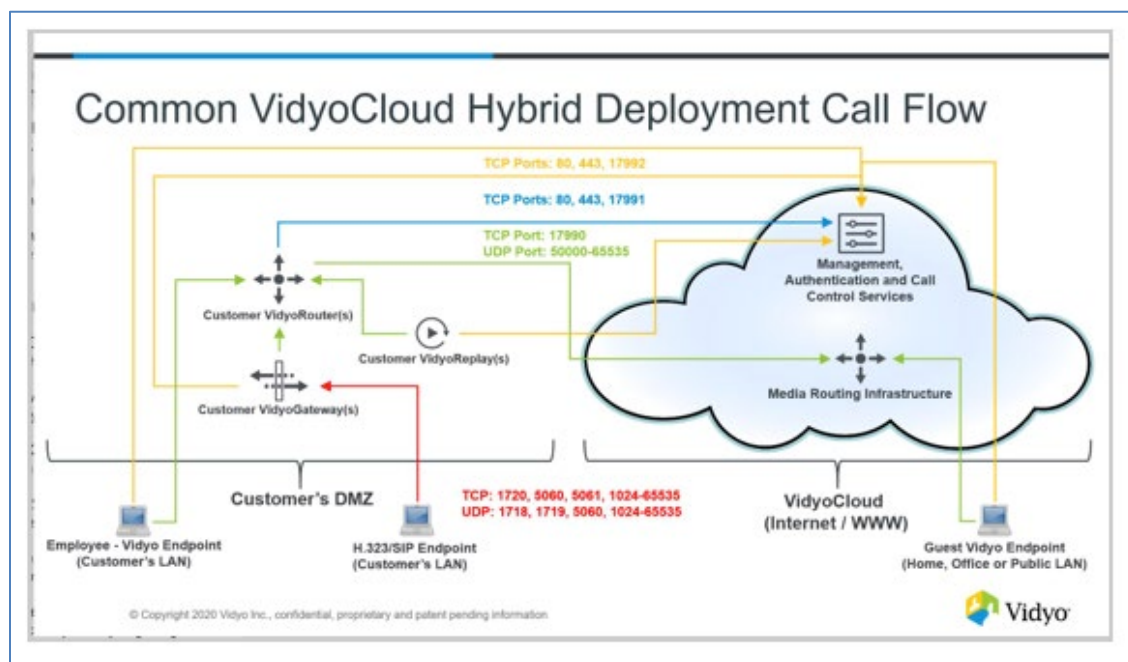 Common VidyoCloud Hybrid Deployment Call Flow
TCP Ports: 80, 443, 17992
TCP Ports: 80, 443, 17991
TCP Port: 17990
UDP Port: 50000-65535
Management,
Authentication and Call
Control Services
Customer VidyoRouter(s)
Customer VidyoReplay(s)
Media Routing Infrastructure
Customer VidyoGateway(s)
Customer's DMZ
TCP: 1720, 5060, 5061, 1024-65535
UDP: 1718, 1719, 5060, 1024-65535
VidyoCloud
(Internet / WWW)
Employee - Vidyo Endpoint
(Customer's LAN)
H.323/SIP Endpoint
(Customer's LAN)
Guest Vidyo Endpoint
(Home, Office or Public LAN)
© Copyright 2020 Vidyo Inc., confidential, proprietary and patent pending information
Vidyo